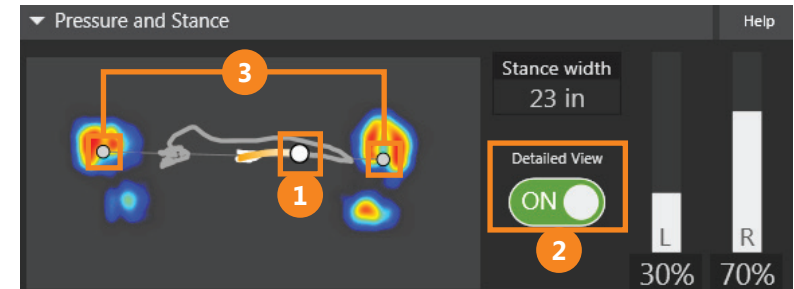 Pressure and Stance
Help
3
Stance width
23 in
1
Detailed View
ON
2
L
R
30%
70%